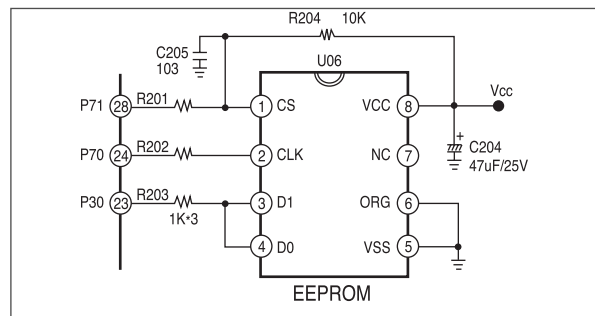 R204 10K
C205
103
U06
Vcc
P71 28 R201 1 CS VCC 8
C204
47uF/25V
P70 24 R202 2 CLK NC 7
P30 23 R203 3 D1 ORG 6
1K*3
4 D0 VSS 5
EEPROM